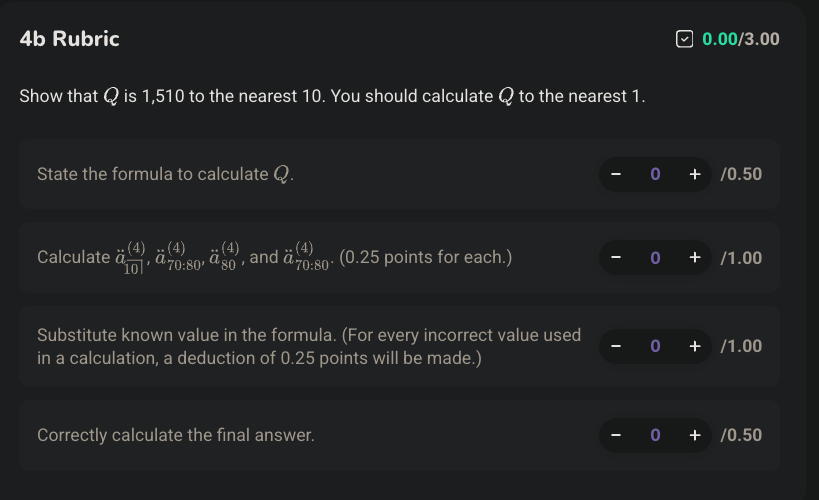 4b Rubric
0.00/3.00
Show that Q is 1,510 to the nearest 10. You should calculate Q to the nearest 1.
State the formula to calculate Q.
− 0 + /0.50
Calculate ä_{\overline{10|}}^{(4)}, ä_{70:80}^{(4)}, ä_{80}^{(4)}, and ä_{70:80}^{(4)}. (0.25 points for each.)
− 0 + /1.00
Substitute known value in the formula. (For every incorrect value used
in a calculation, a deduction of 0.25 points will be made.)
− 0 + /1.00
Correctly calculate the final answer.
− 0 + /0.50